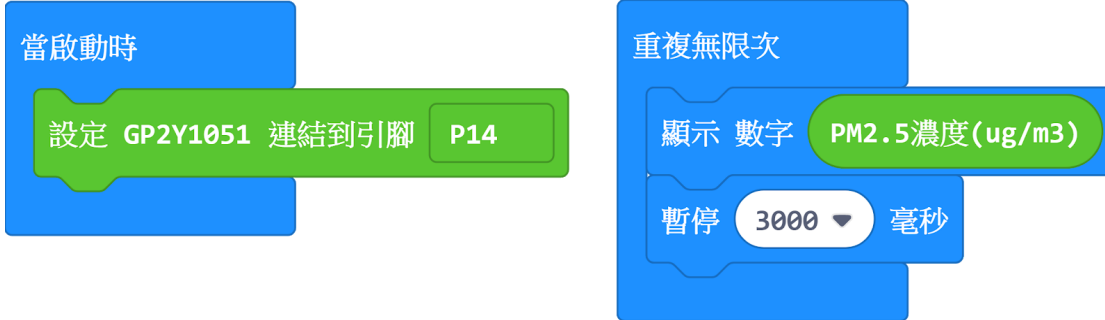 當啟動時
設定 GP2Y1051 連結到引腳 P14
重複無限次
顯示 數字 PM2.5濃度(ug/m3)
暫停 3000 毫秒